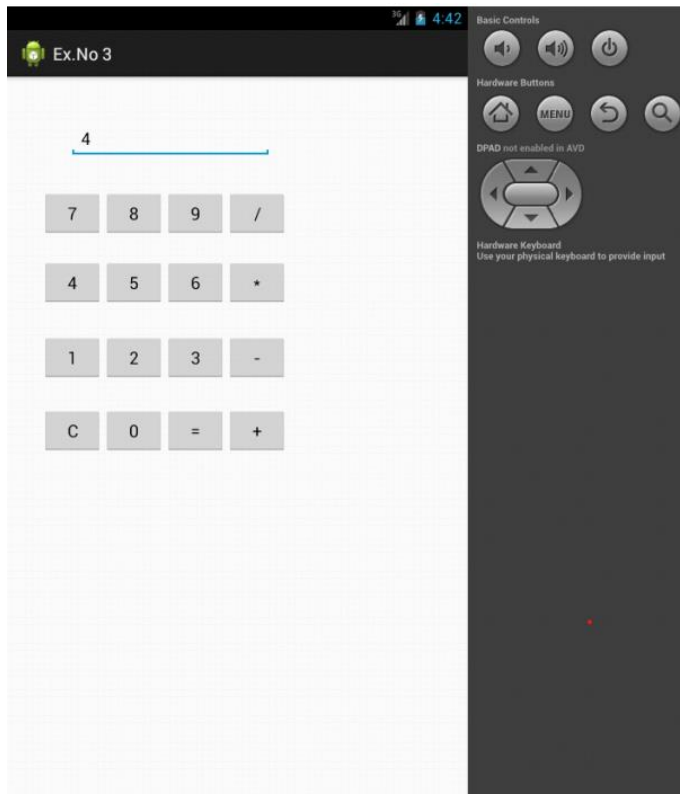 3G 4:42
Ex.No 3
4
7 8 9 /
4 5 6 *
1 2 3 -
C 0 = +
Basic Controls
Hardware Buttons
MENU
DPAD not enabled in AVD
Hardware Keyboard
Use your physical keyboard to provide input